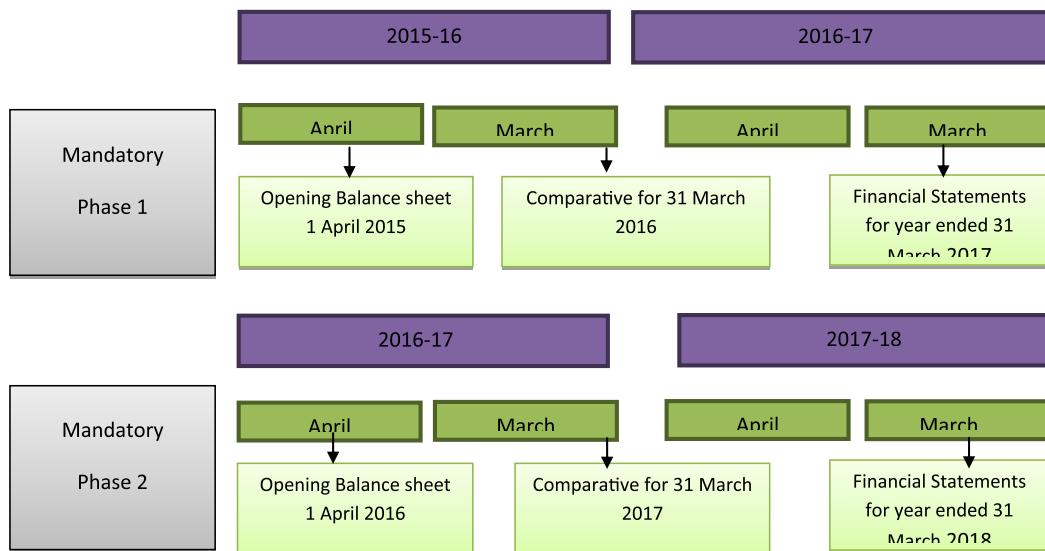 2015-16
2016-17
April
March
April
March
Mandatory
Phase 1
Opening Balance sheet
1 April 2015
Comparative for 31 March
2016
Financial Statements
for year ended 31
March 2017
2016-17
2017-18
April
March
April
March
Mandatory
Phase 2
Opening Balance sheet
1 April 2016
Comparative for 31 March
2017
Financial Statements
for year ended 31
March 2018